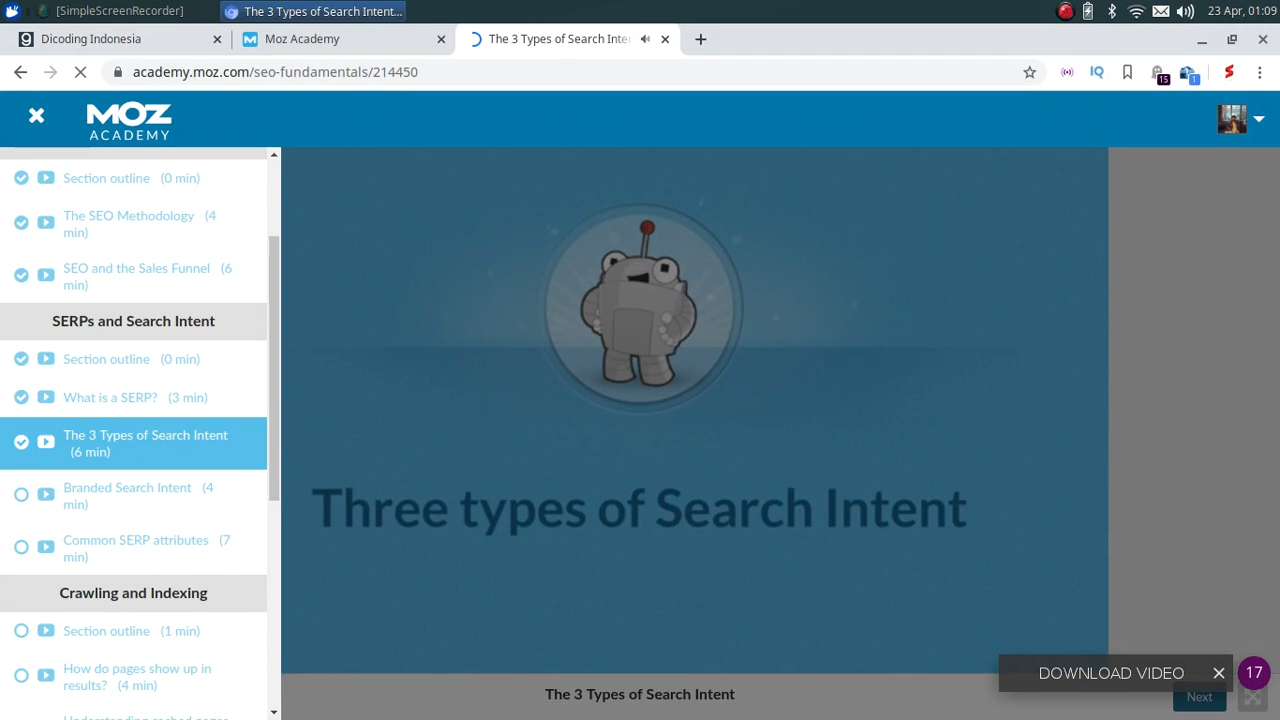 [SimpleScreenRecorder]
The 3 Types of Search Intent...
23 Apr, 01:09
Dicoding Indonesia
Moz Academy
The 3 Types of Search Inte
academy.moz.com/seo-fundamentals/214450
IQ
15
1
MOZ
ACADEMY
Section outline (0 min)
The SEO Methodology (4
min)
SEO and the Sales Funnel (6
min)
SERPs and Search Intent
Section outline (0 min)
What is a SERP? (3 min)
The 3 Types of Search Intent
(6 min)
Branded Search Intent (4
min)
Common SERP attributes (7
min)
Crawling and Indexing
Section outline (1 min)
How do pages show up in
results? (4 min)
Understanding cached pages
Three types of Search Intent
DOWNLOAD VIDEO
17
The 3 Types of Search Intent
Next